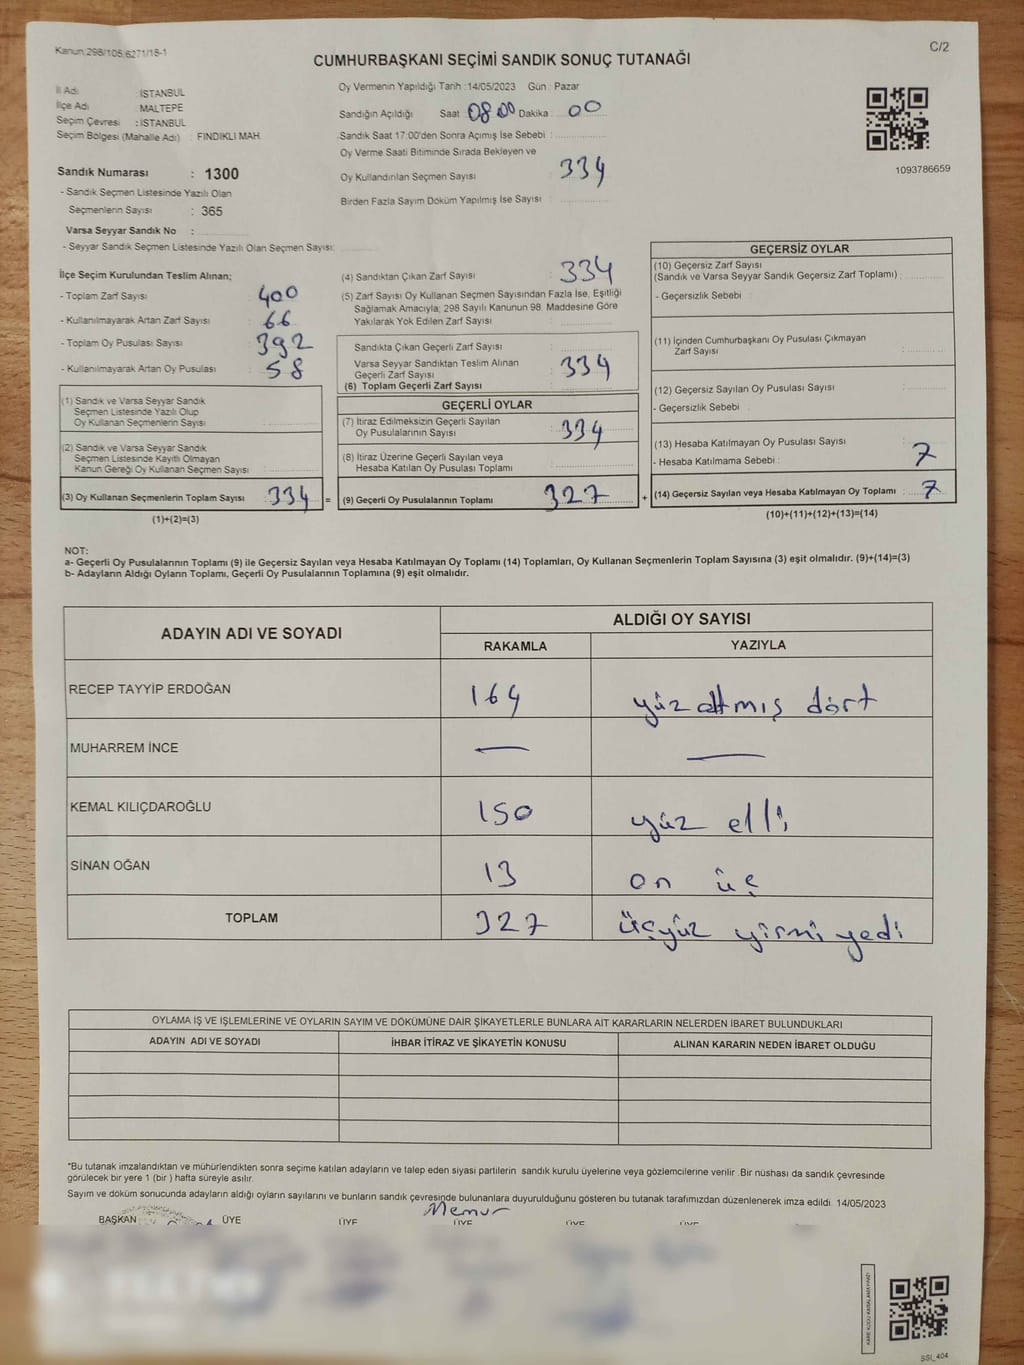 Kanun 298/105,6271/18-1
C/2
CUMHURBAŞKANI SEÇİMİ SANDIK SONUÇ TUTANAĞI
İl Adı : İSTANBUL
İlçe Adı : MALTEPE
Seçim Çevresi : İSTANBUL
Seçim Bölgesi (Mahalle Adı) : FINDIKLI MAH.
Oy Vermenin Yapıldığı Tarih :14/05/2023 Gün : Pazar
Sandığın Açıldığı Saat :08 00 Dakika : 00
Sandık Saat 17:00'den Sonra Açımış İse Sebebi :
Oy Verme Saati Bitiminde Sırada Bekleyen ve
Oy Kullandırılan Seçmen Sayısı : 334
Birden Fazla Sayım Döküm Yapılmış İse Sayısı :
1093786659
Sandık Numarası : 1300
- Sandık Seçmen Listesinde Yazılı Olan
Seçmenlerin Sayısı : 365
Varsa Seyyar Sandık No :
- Seyyar Sandık Seçmen Listesinde Yazılı Olan Seçmen Sayısı:
İlçe Seçim Kurulundan Teslim Alınan;
- Toplam Zarf Sayısı : 400
- Kullanılmayarak Artan Zarf Sayısı : 66
- Toplam Oy Pusulası Sayısı : 392
- Kullanılmayarak Artan Oy Pusulası : 58
(1) Sandık ve Varsa Seyyar Sandık
Seçmen Listesinde Yazılı Olup
Oy Kullanan Seçmenlerin Sayısı :
(2) Sandık ve Varsa Seyyar Sandık
Seçmen Listesinde Kayıtlı Olmayan
Kanun Gereği Oy Kullanan Seçmen Sayısı :
(3) Oy Kullanan Seçmenlerin Toplam Sayısı : 334 =
(1)+(2)=(3)
(4) Sandıktan Çıkan Zarf Sayısı : 334
(5) Zarf Sayısı Oy Kullanan Seçmen Sayısından Fazla İse, Eşitliği
Sağlamak Amacıyla; 298 Sayılı Kanunun 98. Maddesine Göre
Yakılarak Yok Edilen Zarf Sayısı :
Sandıkta Çıkan Geçerli Zarf Sayısı :
Varsa Seyyar Sandıktan Teslim Alınan
Geçerli Zarf Sayısı : 334
(6) Toplam Geçerli Zarf Sayısı :
GEÇERLİ OYLAR
(7) İtiraz Edilmeksizin Geçerli Sayılan
Oy Pusulalarının Sayısı : 334
(8) İtiraz Üzerine Geçerli Sayılan veya
Hesaba Katılan Oy Pusulası Toplamı :
(9) Geçerli Oy Pusulalarının Toplamı : 327 +
GEÇERSİZ OYLAR
(10) Geçersiz Zarf Sayısı
(Sandık ve Varsa Seyyar Sandık Geçersiz Zarf Toplamı) :
- Geçersizlik Sebebi :
(11) İçinden Cumhurbaşkanı Oy Pusulası Çıkmayan
Zarf Sayısı :
(12) Geçersiz Sayılan Oy Pusulası Sayısı :
- Geçersizlik Sebebi :
(13) Hesaba Katılmayan Oy Pusulası Sayısı : 7
- Hesaba Katılmama Sebebi :
(14) Geçersiz Sayılan veya Hesaba Katılmayan Oy Toplamı : 7
(10)+(11)+(12)+(13)=(14)
NOT:
a- Geçerli Oy Pusulalarının Toplamı (9) ile Geçersiz Sayılan veya Hesaba Katılmayan Oy Toplamı (14) Toplamları, Oy Kullanan Seçmenlerin Toplam Sayısına (3) eşit olmalıdır. (9)+(14)=(3)
b- Adayların Aldığı Oyların Toplamı, Geçerli Oy Pusulalarının Toplamına (9) eşit olmalıdır.
ADAYIN ADI VE SOYADI
ALDIĞI OY SAYISI
RAKAMLA YAZIYLA
RECEP TAYYİP ERDOĞAN 164 yüz altmış dört
MUHARREM İNCE — —
KEMAL KILIÇDAROĞLU 150 yüz elli
SİNAN OĞAN 13 on üç
TOPLAM 327 üçyüz yirmi yedi
OYLAMA İŞ VE İŞLEMLERİNE VE OYLARIN SAYIM VE DÖKÜMÜNE DAİR ŞİKAYETLERLE BUNLARA AİT KARARLARIN NELERDEN İBARET BULUNDUKLARI
ADAYIN ADI VE SOYADI İHBAR İTİRAZ VE ŞİKAYETİN KONUSU ALINAN KARARIN NEDEN İBARET OLDUĞU
*Bu tutanak imzalandıktan ve mühürlendikten sonra seçime katılan adayların ve talep eden siyasi partilerin sandık kurulu üyelerine veya gözlemcilerine verilir. Bir nüshası da sandık çevresinde
görülecek bir yere 1 (bir) hafta süreyle asılır.
Sayım ve döküm sonucunda adayların aldığı oyların sayılarını ve bunların sandık çevresinde bulunanlara duyurulduğunu gösteren bu tutanak tarafımızdan düzenlenerek imza edildi. 14/05/2023
Memur
BAŞKAN ÜYE ÜYE ÜYE ÜYE ÜYE
SSI_404